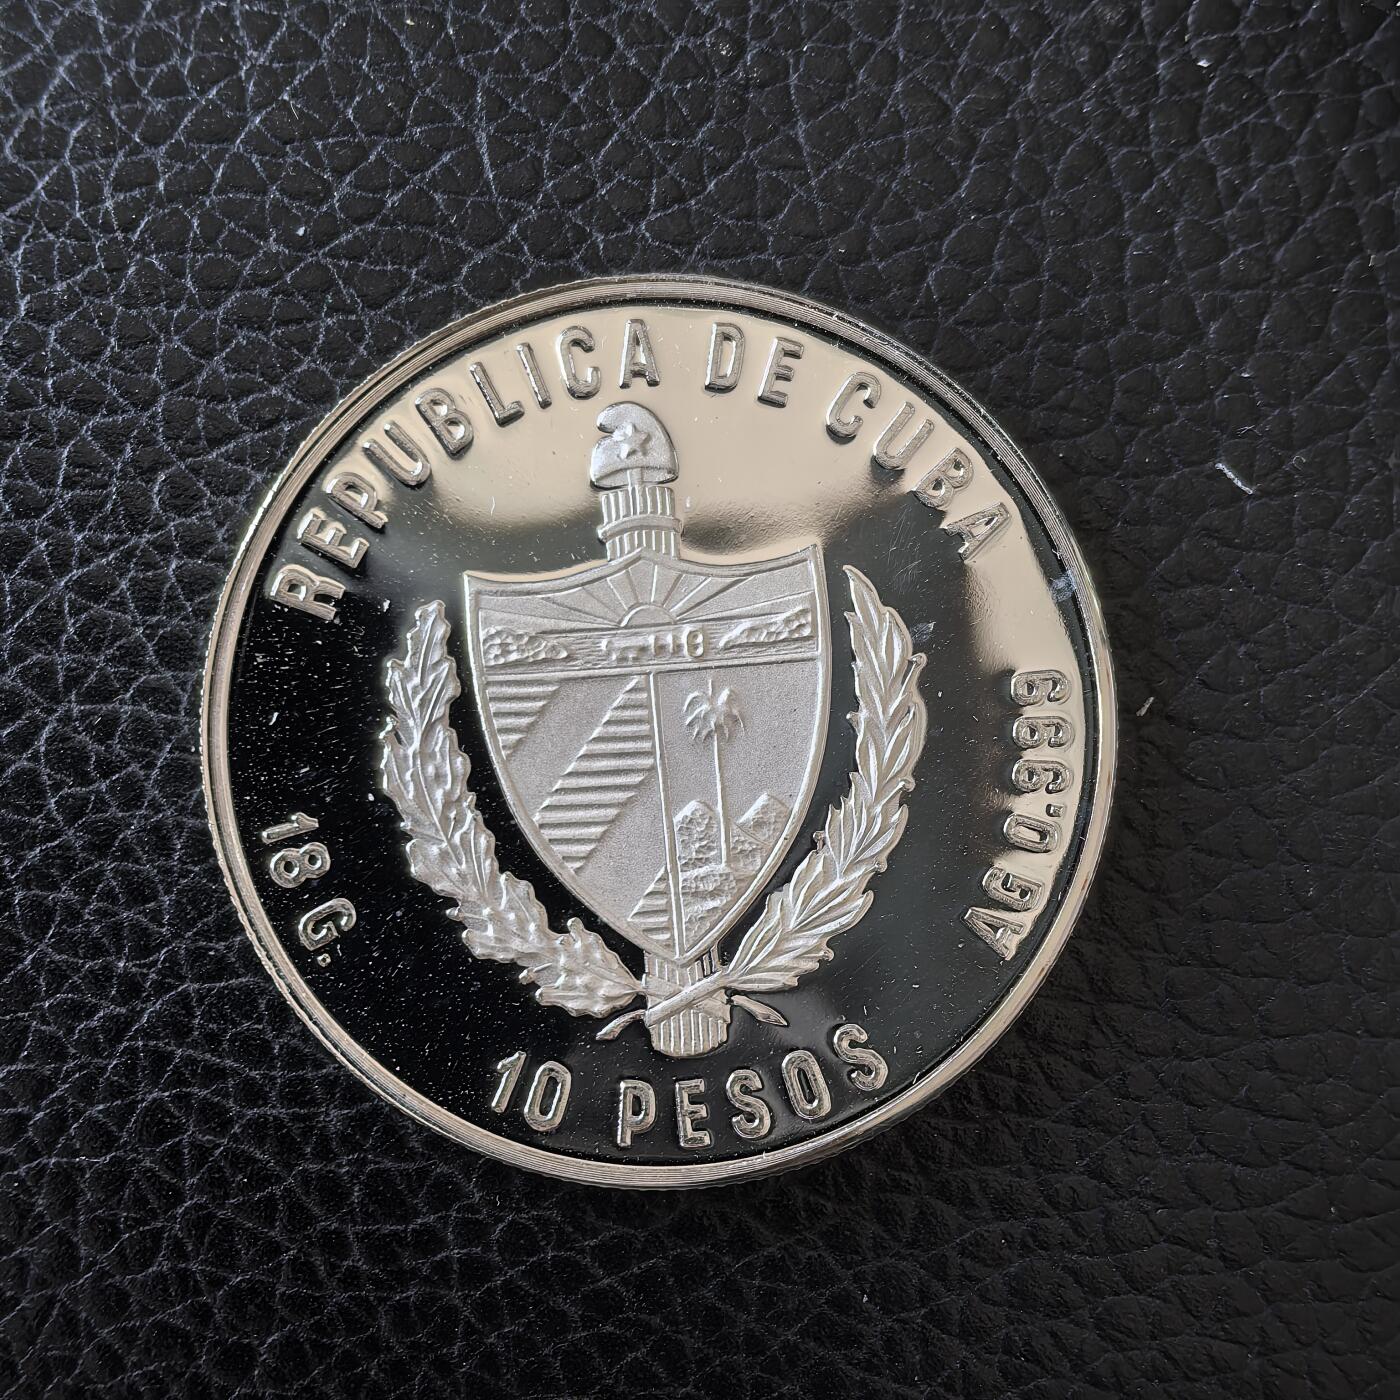 REPUBLICA DE CUBA
18 G.
AG 0.999
10 PESOS